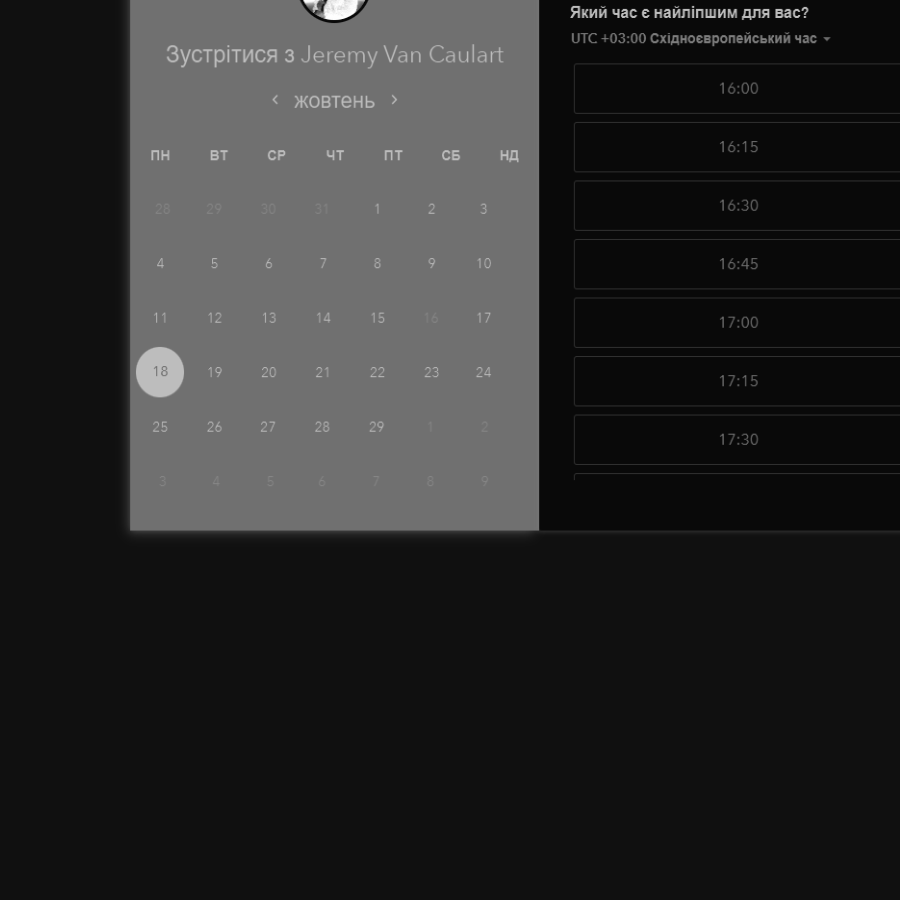 Зустрітися з Jeremy Van Caulart
‹ жовтень ›
ПН ВТ СР ЧТ ПТ СБ НД
28 29 30 31 1 2 3
4 5 6 7 8 9 10
11 12 13 14 15 16 17
18 19 20 21 22 23 24
25 26 27 28 29 1 2
3 4 5 6 7 8 9
Який час є найліпшим для вас?
UTC +03:00 Східноєвропейський час
16:00
16:15
16:30
16:45
17:00
17:15
17:30